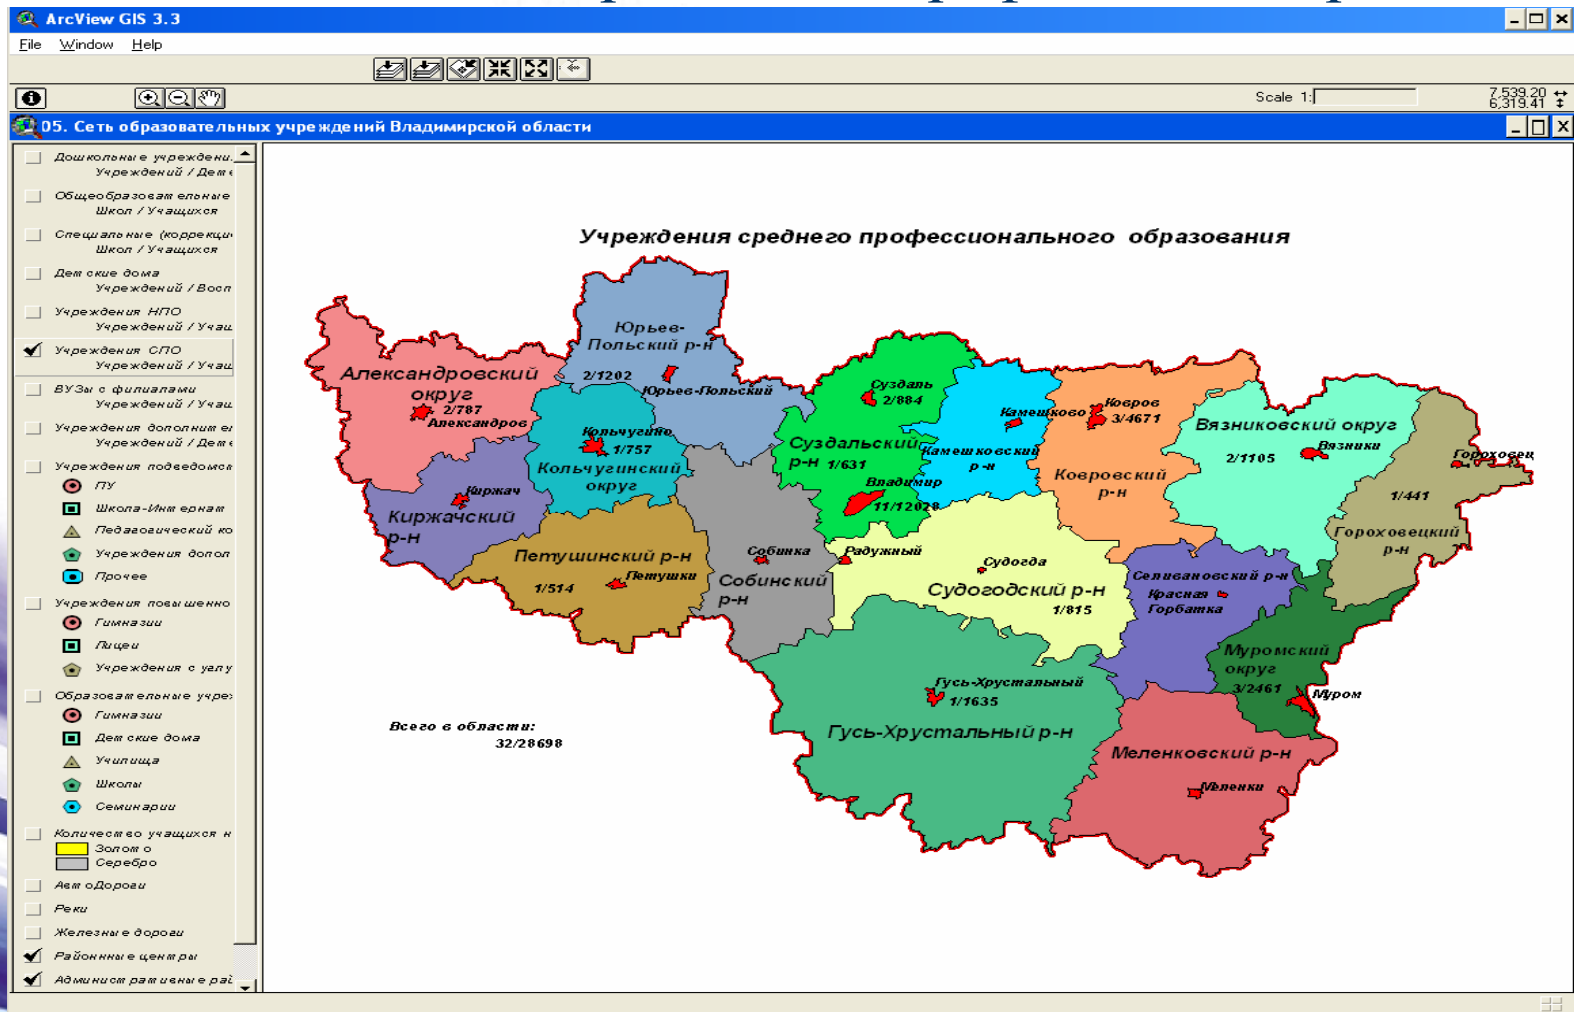 ArcView GIS 3.3
File Window Help
Scale 1:
7,539.20
6,319.41
05. Сеть образовательных учреждений Владимирской области
Дошкольные учреждени
Учреждений / Дете
Общеобразовательные
Школ / Учащихся
Специальные (коррекци
Школ / Учащихся
Детские дома
Учреждений / Восп
Учреждения НПО
Учреждений / Учащ
Учреждения СПО
Учреждений / Учащ
ВУЗы с филиалами
Учреждений / Учащ
Учреждения дополнител
Учреждений / Дете
Учреждения подведомст
ПУ
Школа-Интернат
Педагогический ко
Учреждения допол
Прочее
Учреждения повышенно
Гимназии
Лицеи
Учреждения с углу
Образовательные учре
Гимназии
Детские дома
Училища
Школы
Семинарии
Количество учащихся н
Золото
Серебро
АвтоДороги
Реки
Железные дороги
Районные центры
Административные рай
Учреждения среднего профессионального образования
Юрьев-
Польский р-н
2/1202
Юрьев-Польский
Александровский
округ
2/787
Александров
Кольчугино
1/757
Кольчугинский
округ
Киржач
Киржачский
р-н
Суздаль
2/884
Суздальский
р-н 1/631
Владимир
11/12028
Камешково
Камешковский
р-н
Ковров
3/4671
Ковровский
р-н
Вязниковский округ
Вязники
2/1105
Гороховец
1/441
Гороховецкий
р-н
Петушинский р-н
Петушки
1/514
Собинка
Собинский
р-н
Радужный
Судогда
Судогодский р-н
1/815
Селивановский р-н
Красная
Горбатка
Муромский
округ
3/2461
Муром
Гусь-Хрустальный
1/1635
Гусь-Хрустальный р-н
Меленковский р-н
Меленки
Всего в области:
32/28698